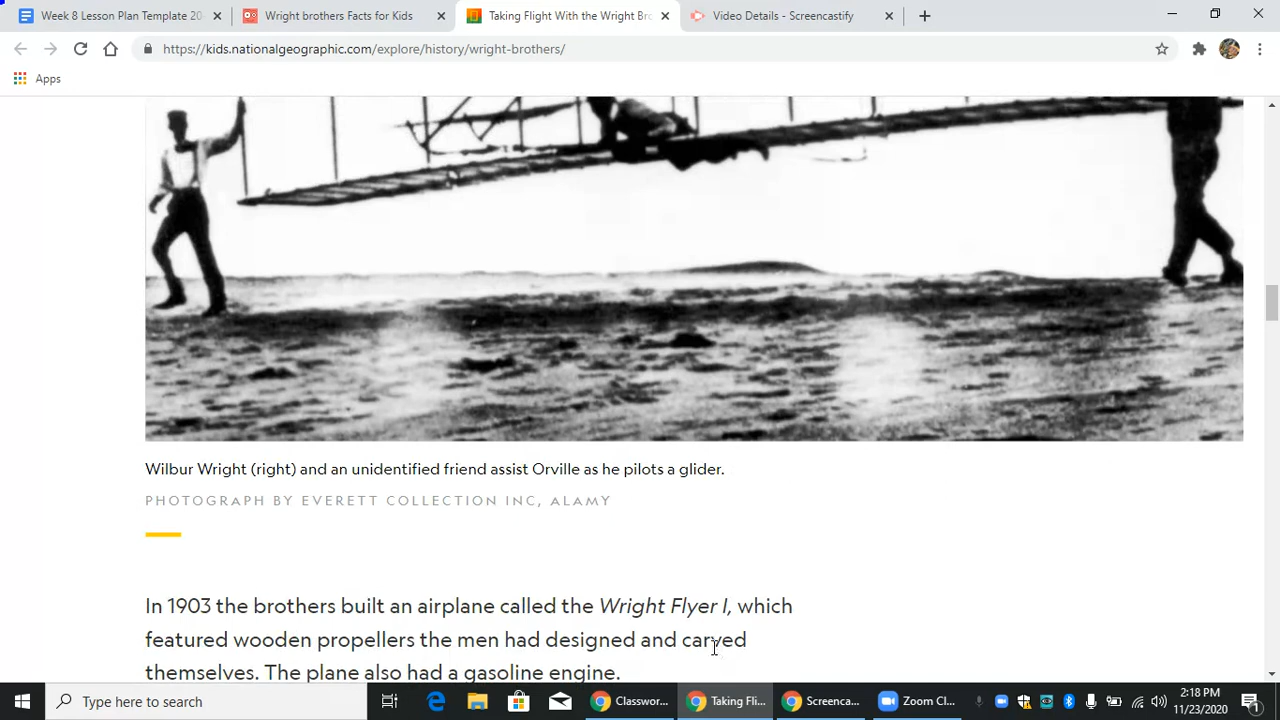 Week 8 Lesson Plan Template 20
Wright brothers Facts for Kids
Taking Flight With the Wright Bro
Video Details - Screencastify
https://kids.nationalgeographic.com/explore/history/wright-brothers/
Apps
Wilbur Wright (right) and an unidentified friend assist Orville as he pilots a glider.
PHOTOGRAPH BY EVERETT COLLECTION INC, ALAMY
In 1903 the brothers built an airplane called the Wright Flyer I, which
featured wooden propellers the men had designed and carved
themselves. The plane also had a gasoline engine.
Type here to search
Classwor...
Taking Fli...
Screenca...
Zoom Cl...
2:18 PM
11/23/2020
1